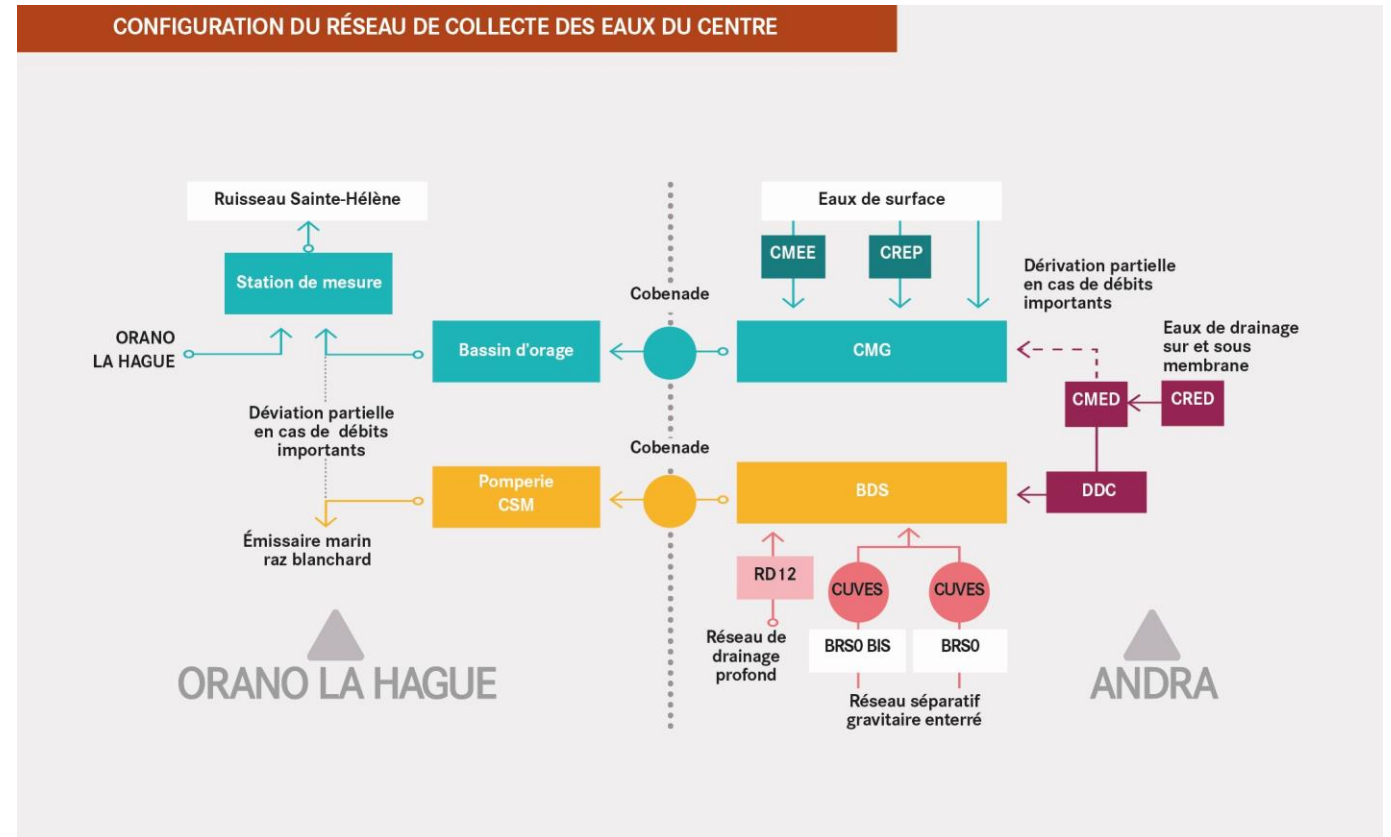 CONFIGURATION DU RÉSEAU DE COLLECTE DES EAUX DU CENTRE
Ruisseau Sainte-Hélène
Station de mesure
ORANO
LA HAGUE
Bassin d'orage
Déviation partielle
en cas de débits
importants
Pomperie
CSM
Émissaire marin
raz blanchard
Cobenade
Cobenade
Eaux de surface
CMEE
CREP
CMG
Dérivation partielle
en cas de débits
importants
Eaux de drainage
sur et sous
membrane
CMED
CRED
BDS
DDC
RD12
Réseau de
drainage
profond
CUVES
CUVES
BRS0 BIS
BRS0
Réseau séparatif
gravitaire enterré
ORANO LA HAGUE
ANDRA